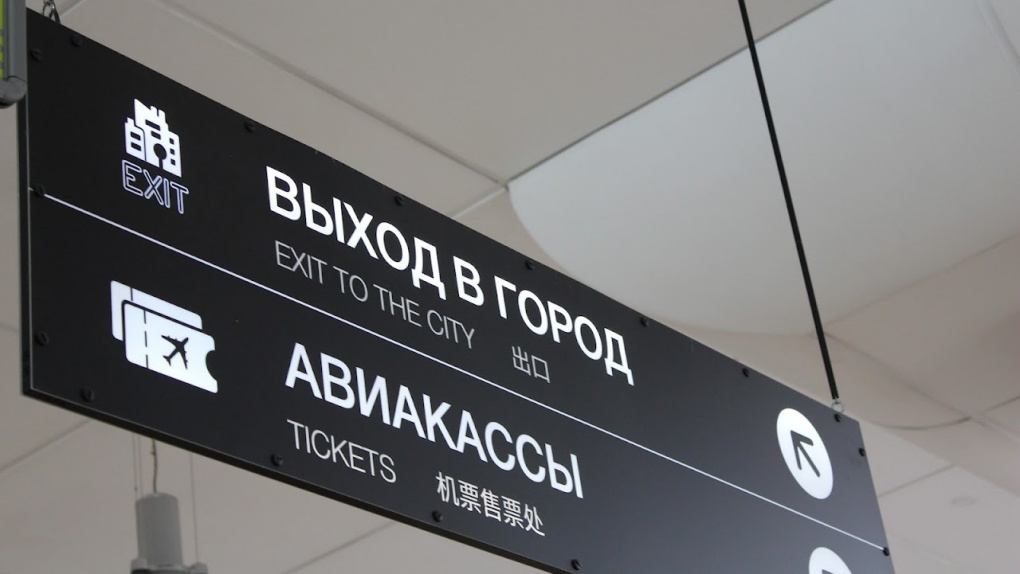 EXIT
ВЫХОД В ГОРОД
EXIT TO THE CITY 出口
АВИАКАССЫ
TICKETS 机票售票处